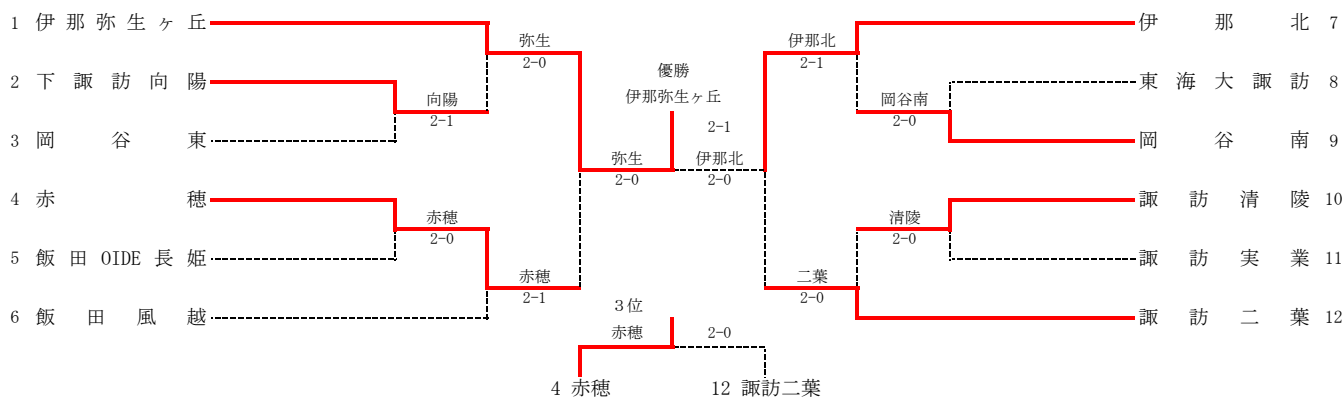 1 伊那弥生ヶ丘
弥生
2-0
2 下諏訪向陽
向陽
2-1
3 岡谷東
弥生
2-0
4 赤穂
赤穂
2-0
5 飯田OIDE長姫
赤穂
2-1
6 飯田風越
優勝
伊那弥生ヶ丘
2-1
伊那北 7
伊那北
2-1
東海大諏訪 8
岡谷南
2-0
岡谷南 9
伊那北
2-0
諏訪清陵 10
清陵
2-0
諏訪実業 11
二葉
2-0
諏訪二葉 12
3位
赤穂
2-0
4 赤穂
12 諏訪二葉